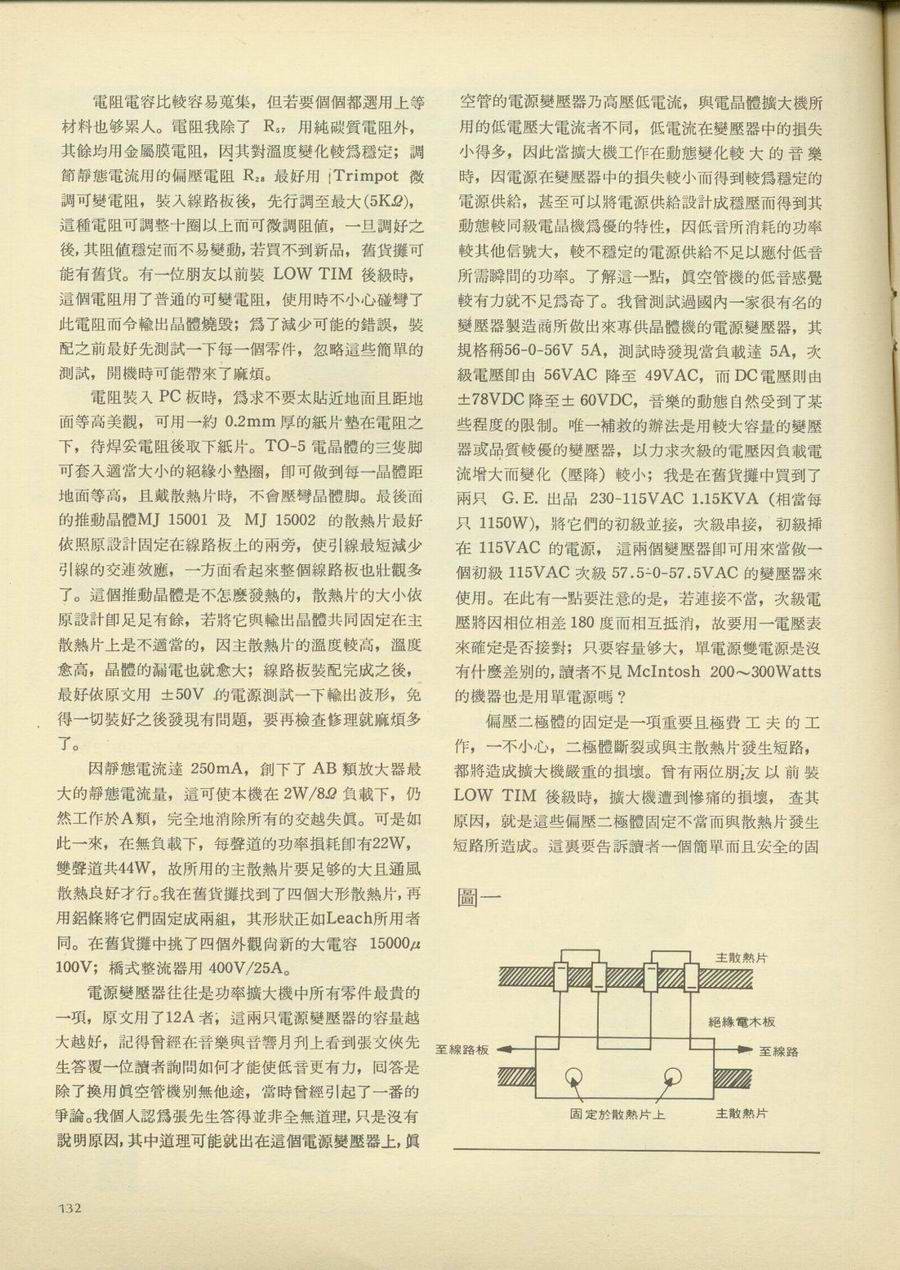 電阻電容比較容易蒐集，但若要個個都選用上等
材料也够累人。電阻我除了 R₅₇ 用純碳質電阻外，
其餘均用金屬膜電阻，因其對溫度變化較爲穩定；調
節靜態電流用的偏壓電阻 R₂₈ 最好用 Trimpot 微
調可變電阻，裝入線路板後，先行調至最大(5KΩ)，
這種電阻可調整十圈以上而可微調阻值，一旦調好之
後，其阻値穩定而不易變動，若買不到新品，舊貨攤可
能有舊貨。有一位朋友以前裝 LOW TIM 後級時，
這個電阻用了普通的可變電阻，使用時不小心碰彎了
此電阻而令輸出晶體燒毀；爲了減少可能的錯誤，裝
配之前最好先測試一下每一個零件，忽略這些簡單的
測試，開機時可能帶來了麻煩。
電阻裝入 PC 板時，爲求不要太貼近地面且距地
面等高美觀，可用一約 0.2mm 厚的紙片墊在電阻之
下，待焊妥電阻後取下紙片。TO-5 電晶體的三隻脚
可套入適當大小的絕緣小墊圈，卽可做到每一晶體距
地面等高，且戴散熱片時，不會壓彎晶體脚。最後面
的推動晶體MJ 15001 及 MJ 15002 的散熱片最好
依照原設計固定在線路板上的兩旁，使引線最短減少
引線的交連效應，一方面看起來整個線路板也壯觀多
了。這個推動晶體是不怎麽發熱的，散熱片的大小依
原設計卽足足有餘，若將它與輸出晶體共同固定在主
散熱片上是不適當的，因主散熱片的溫度較高，溫度
愈高，晶體的漏電也就愈大；線路板裝配完成之後，
最好依原文用 ±50V 的電源測試一下輸出波形，免
得一切裝好之後發現有問題，要再檢查修理就麻煩多
了。
因靜態電流達 250mA，創下了 AB 類放大器最
大的靜態電流量，這可使本機在 2W/8Ω 負載下，仍
然工作於A類，完全地消除所有的交越失眞。可是如
此一來，在無負載下，每聲道的功率損耗卽有22W，
雙聲道共44W，故所用的主散熱片要足够的大且通風
散熱良好才行。我在舊貨攤找到了四個大形散熱片，再
用鋁條將它們固定成兩組，其形狀正如Leach所用者
同。在舊貨攤中挑了四個外觀尙新的大電容 15000μ
100V；橋式整流器用 400V/25A。
電源變壓器往往是功率擴大機中所有零件最貴的
一項，原文用了12A 者，這兩只電源變壓器的容量越
大越好，記得曾經在音樂與音響月刋上看到張文俠先
生答覆一位讀者詢問如何才能使低音更有力，回答是
除了換用眞空管機別無他途，當時曾經引起了一番的
爭論。我個人認爲張先生答得並非全無道理，只是沒有
說明原因，其中道理可能就出在這個電源變壓器上，眞
空管的電源變壓器乃高壓低電流，與電晶體擴大機所
用的低電壓大電流者不同，低電流在變壓器中的損失
小得多，因此當擴大機工作在動態變化較大的音樂
時，因電源在變壓器中的損失較小而得到較爲穩定的
電源供給，甚至可以將電源供給設計成穩壓而得到其
動態較同級電晶機爲優的特性，因低音所消耗的功率
較其他信號大，較不穩定的電源供給不足以應付低音
所需瞬間的功率。了解這一點，眞空管機的低音感覺
較有力就不足爲奇了。我曾測試過國內一家很有名的
變壓器製造商所做出來專供晶體機的電源變壓器，其
規格稱56-0-56V 5A，測試時發現當負載達 5A，次
級電壓卽由 56VAC 降至 49VAC，而DC電壓則由
±78VDC 降至± 60VDC，音樂的動態自然受到了某
些程度的限制。唯一補救的辦法是用較大容量的變壓
器或品質較優的變壓器，以力求次級的電壓因負載電
流增大而變化（壓降）較小；我是在舊貨攤中買到了
兩只 G. E. 出品 230-115VAC 1.15KVA（相當每
只 1150W），將它們的初級並接，次級串接，初級揷
在 115VAC 的電源，這兩個變壓器卽可用來當做一
個初級 115VAC 次級 57.5-0-57.5VAC 的變壓器來
使用。在此有一點要注意的是，若連接不當，次級電
壓將因相位相差 180 度而相互抵消，故要用一電壓表
來確定是否接對；只要容量够大，單電源雙電源是沒
有什麽差別的，讀者不見 McIntosh 200～300Watts
的機器也是用單電源嗎？
偏壓二極體的固定是一項重要且極費工夫的工
作，一不小心，二極體斷裂或與主散熱片發生短路，
都將造成擴大機嚴重的損壞。曾有兩位朋友以前裝
LOW TIM 後級時，擴大機遭到慘痛的損壞，查其
原因，就是這些偏壓二極體固定不當而與散熱片發生
短路所造成。這裏要告訴讀者一個簡單而且安全的固
圖一
主散熱片
絕緣電木板
至線路板
至線路
固定於散熱片上
主散熱片
132